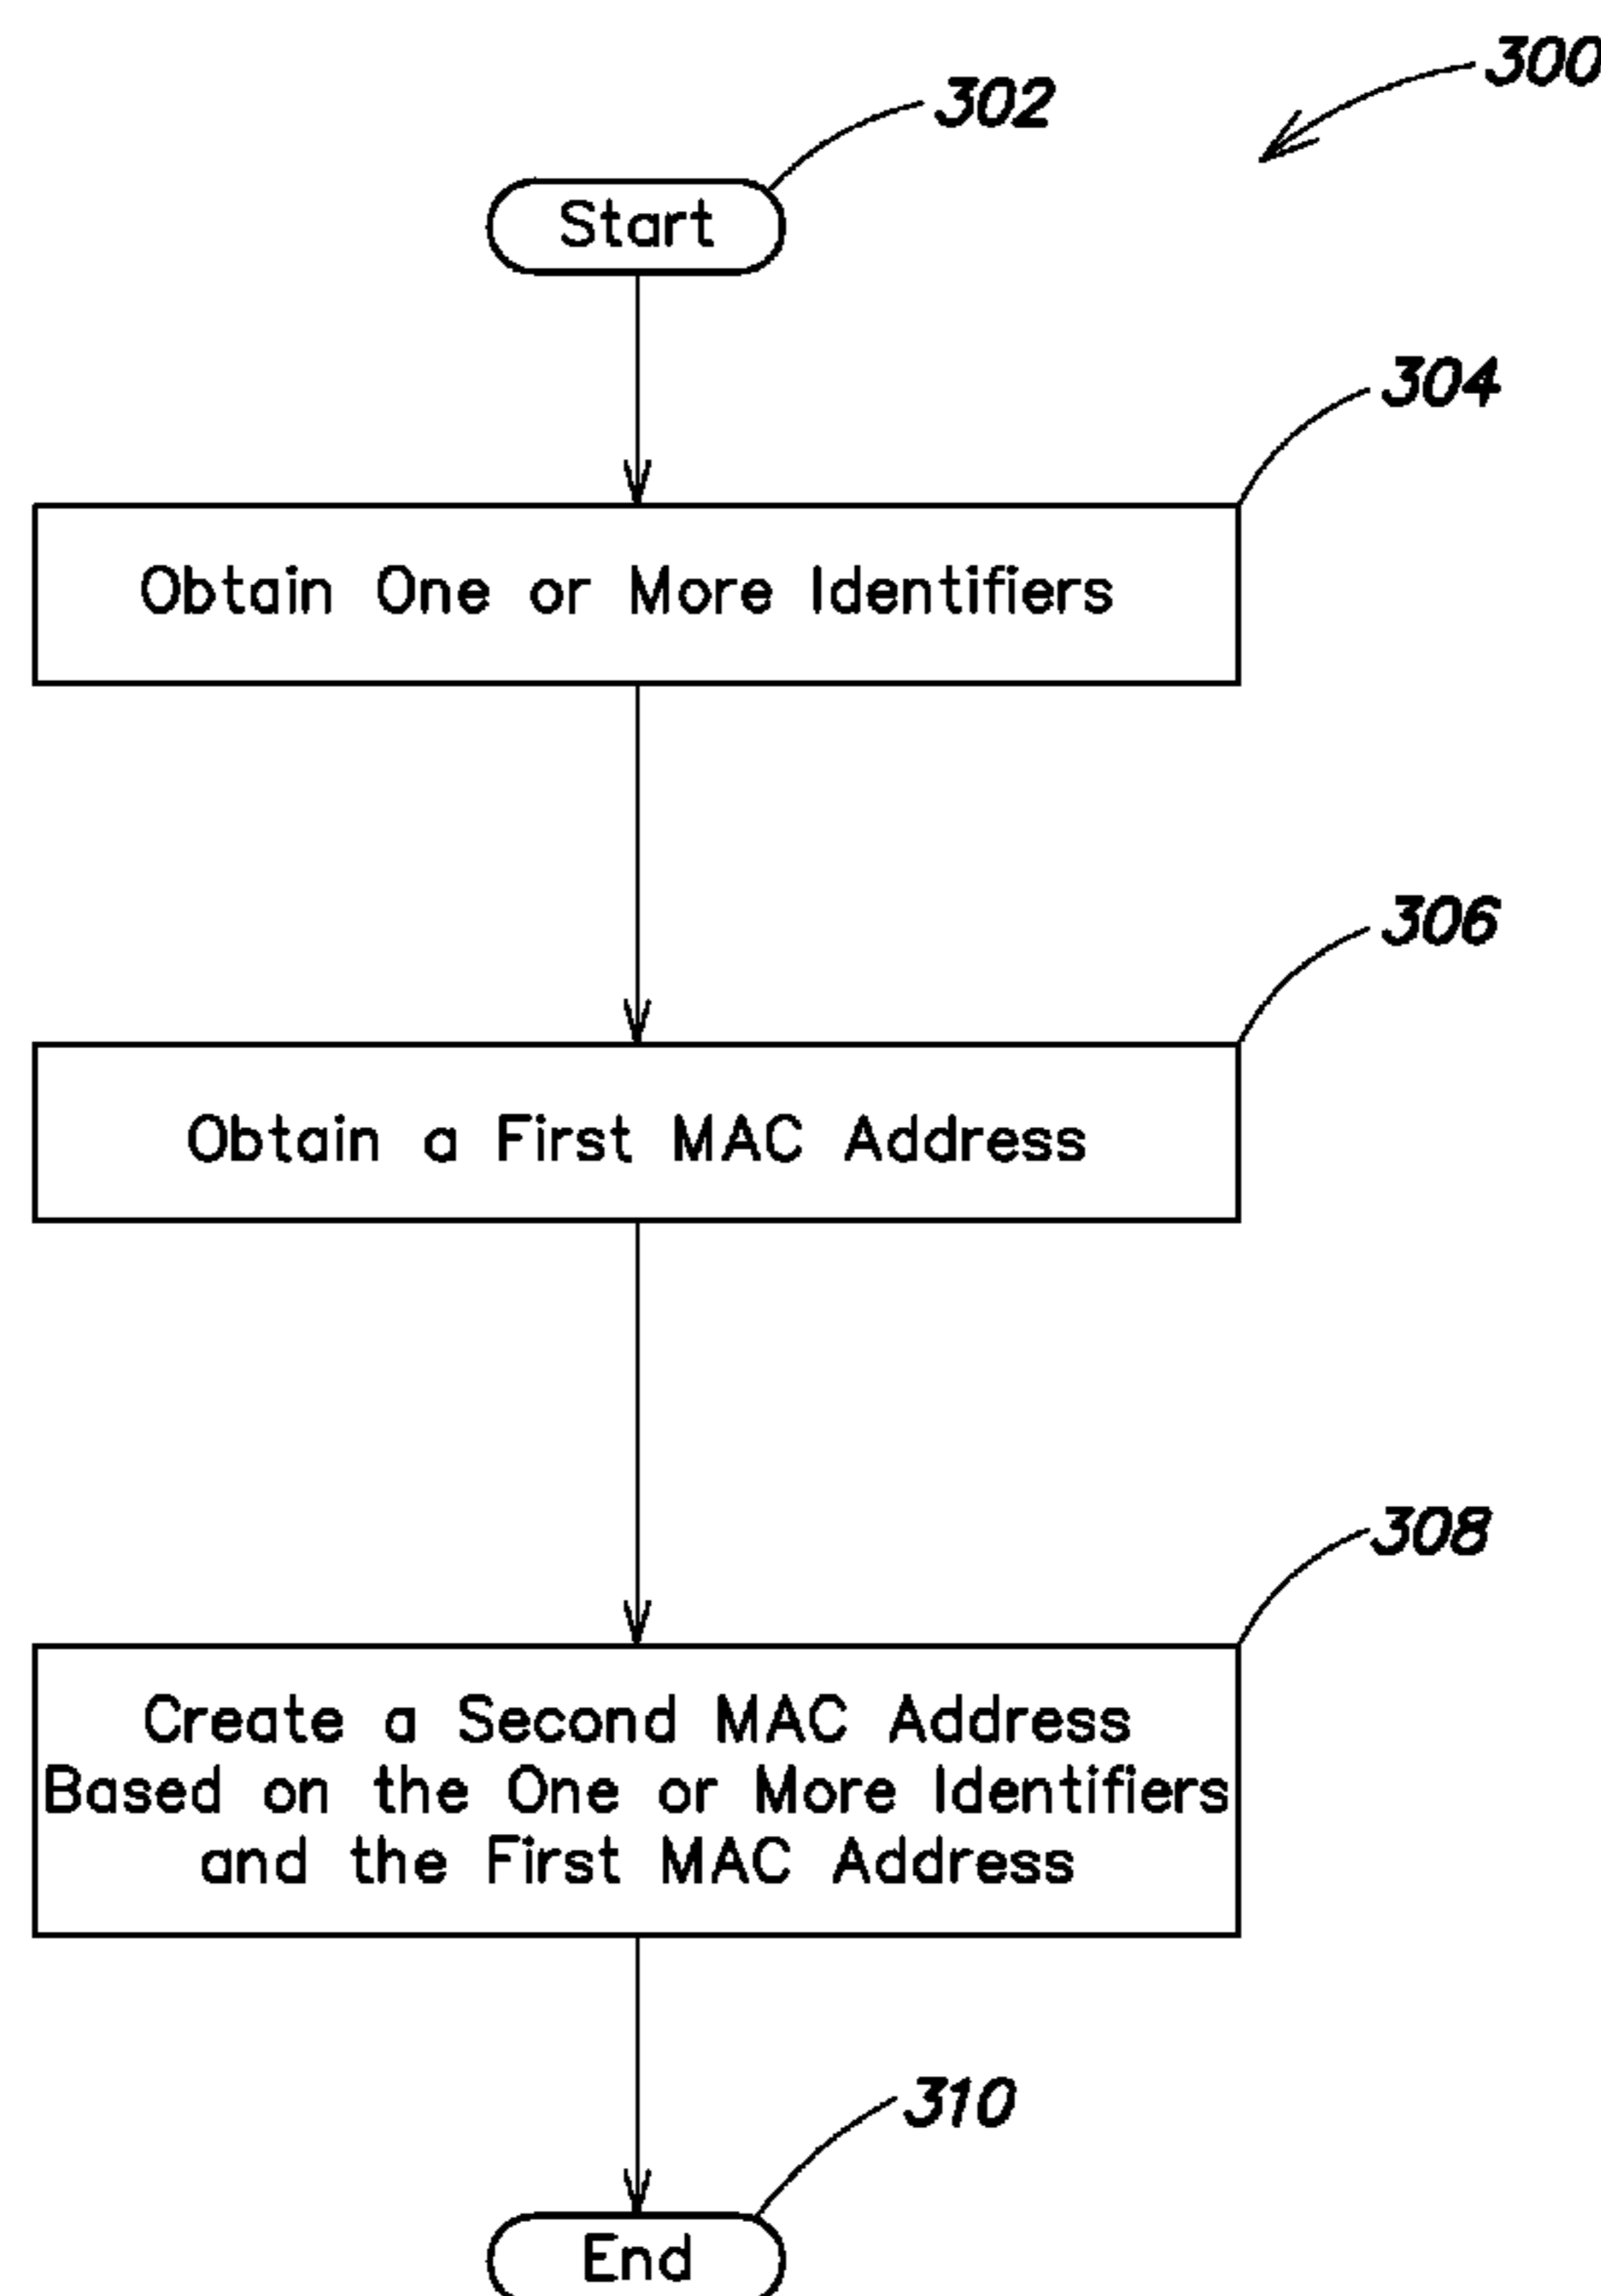 300
302
Start
304
Obtain One or More Identifiers
306
Obtain a First MAC Address
308
Create a Second MAC Address
Based on the One or More Identifiers
and the First MAC Address
310
End